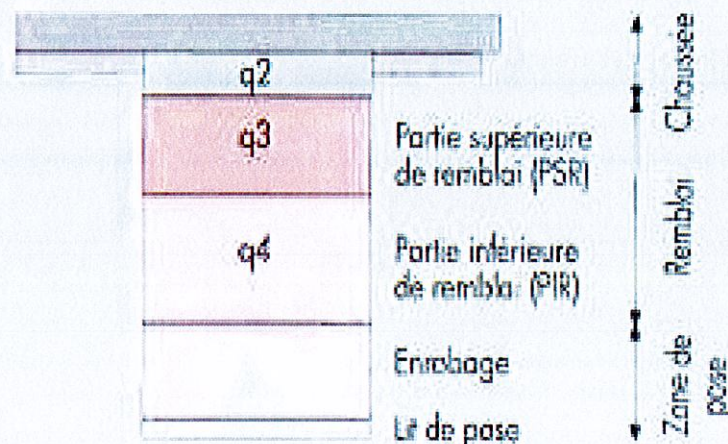 q2
q3
Partie supérieure
de remblai (PSR)
q4
Partie inférieure
de remblai (PIR)
Enrobage
Lit de pose
Chaussée
Remblai
Zone de
pose